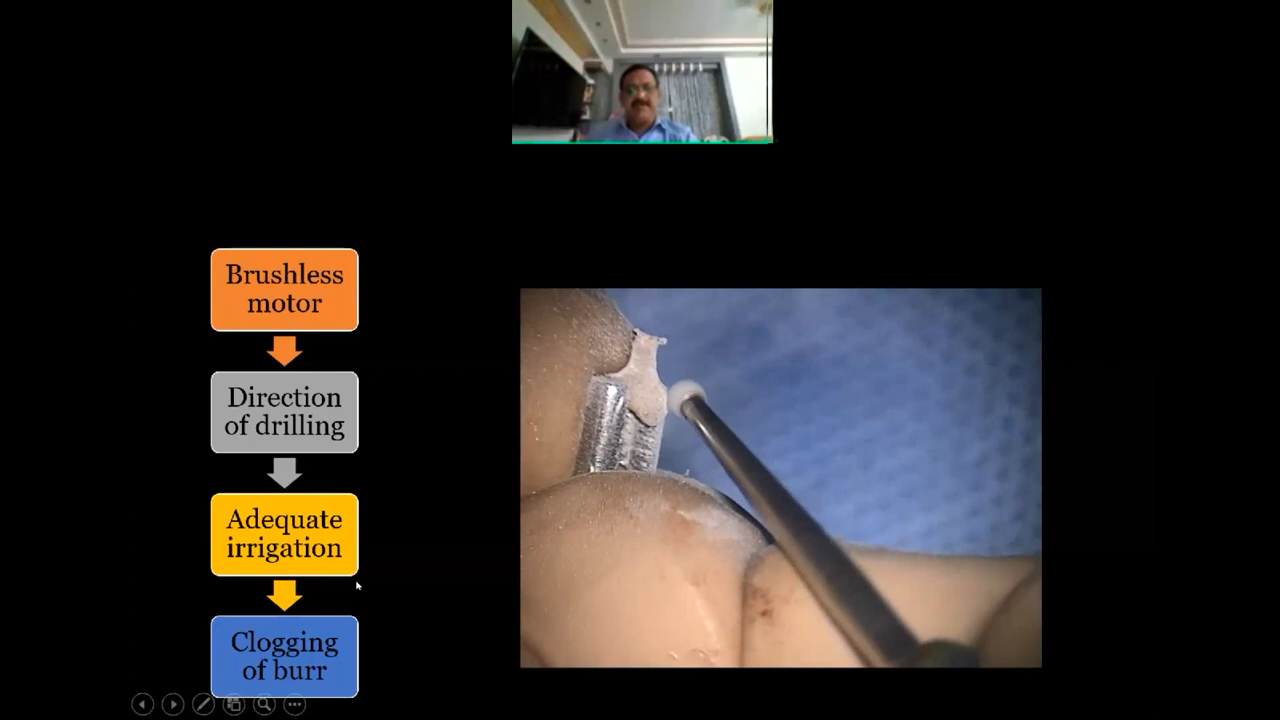 Brushless
motor
Direction
of drilling
Adequate
irrigation
Clogging
of burr